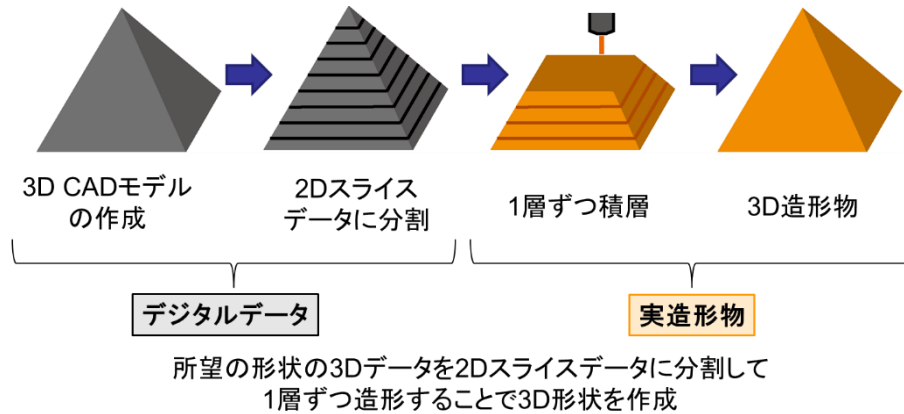 3D CADモデル
の作成
2Dスライス
データに分割
1層ずつ積層
3D造形物
デジタルデータ
実造形物
所望の形状の3Dデータを2Dスライスデータに分割して
1層ずつ造形することで3D形状を作成